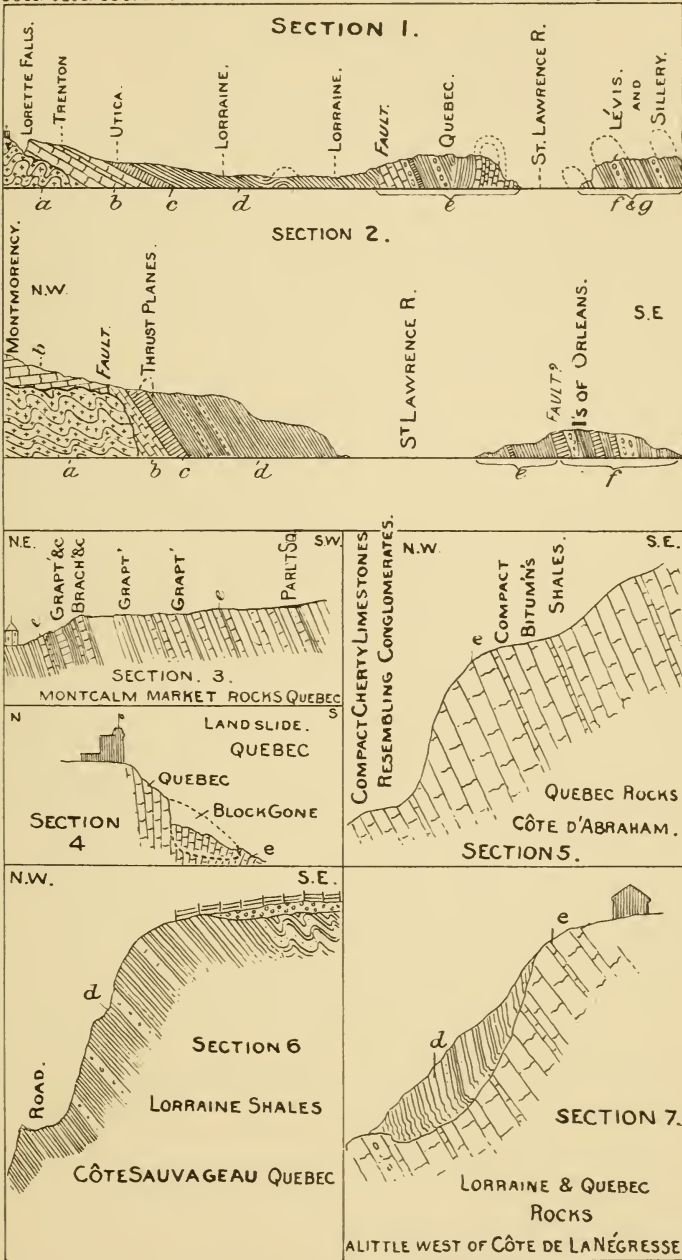 SECTION 1.
LORETTE FALLS.
TRENTON
UTICA.
LORRAINE.
LORRAINE.
FAULT.
QUEBEC.
ST. LAWRENCE R.
LÉVIS.
AND
SILLERY.
a
b
c
d
e
f & g
SECTION 2.
MONTMORENCY.
N.W.
b
FAULT.
THRUST PLANES.
ST LAWRENCE R.
FAULT?
I's OF ORLEANS.
S.E
a
b
c
d
e
f
N.E.
e
GRAPT' &c
BRACH' &c
GRAPT'
GRAPT'
e
PARL'T SQ.
S.W.
SECTION. 3.
MONTCALM MARKET ROCKS QUEBEC
N
S
LANDSLIDE.
QUEBEC
QUEBEC
BLOCK GONE
SECTION
4
e
COMPACT CHERTY LIMESTONES
RESEMBLING CONGLOMERATES.
N.W.
S.E.
e
COMPACT
BITUM'N'S
SHALES.
QUEBEC ROCKS
CÔTE D'ABRAHAM.
SECTION 5.
N.W.
S.E.
d
ROAD.
SECTION 6
LORRAINE SHALES
CÔTE SAUVAGEAU QUEBEC
e
d
SECTION 7.
LORRAINE & QUEBEC
ROCKS
A LITTLE WEST OF CÔTE DE LA NÉGRESSE